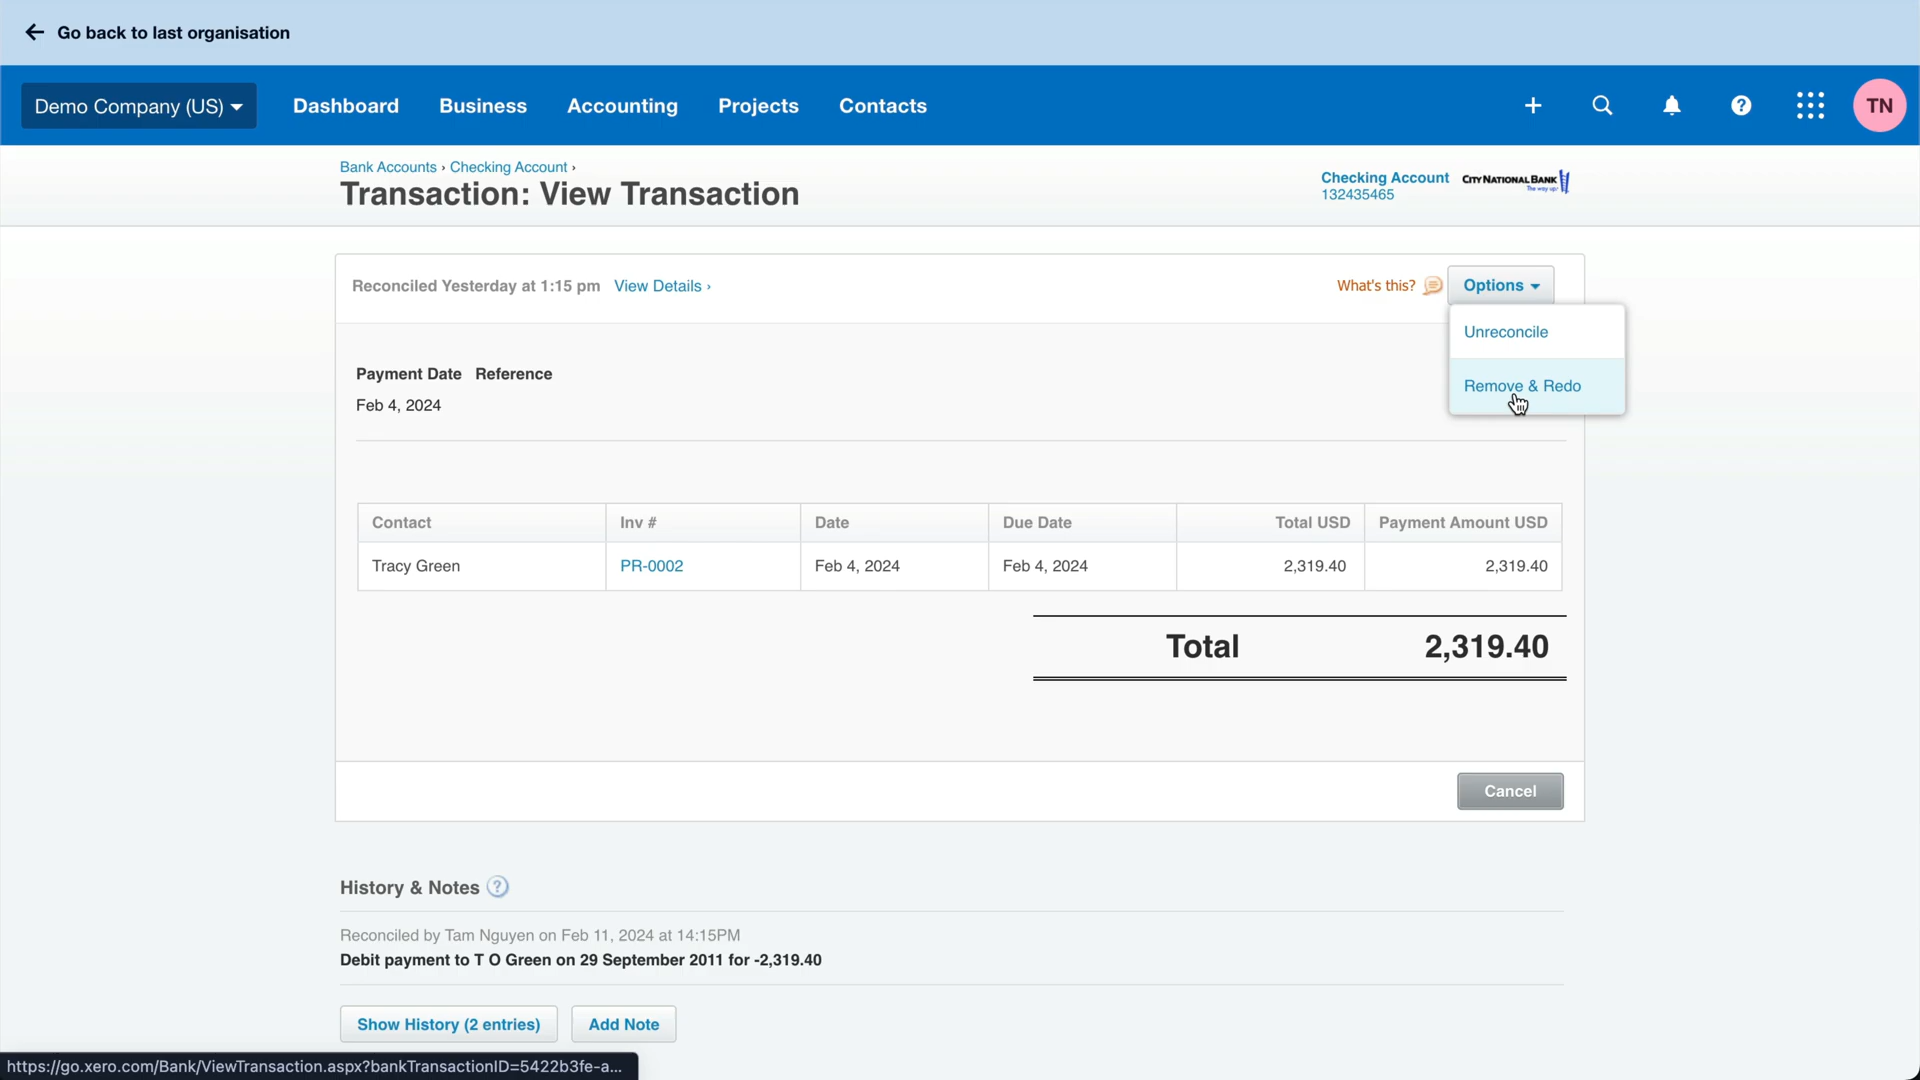 Go back to last organisation
Demo Company (US) Dashboard Business Accounting Projects Contacts TN
Bank Accounts › Checking Account ›
Transaction: View Transaction
Checking Account
132435465
CITY NATIONAL BANK
The way up.
Reconciled Yesterday at 1:15 pm View Details › What's this? Options
Unreconcile
Remove & Redo
Payment Date Reference
Feb 4, 2024
Contact Inv # Date Due Date Total USD Payment Amount USD
Tracy Green PR-0002 Feb 4, 2024 Feb 4, 2024 2,319.40 2,319.40
Total 2,319.40
Cancel
History & Notes ?
Reconciled by Tam Nguyen on Feb 11, 2024 at 14:15PM
Debit payment to T O Green on 29 September 2011 for -2,319.40
Show History (2 entries) Add Note
https://go.xero.com/Bank/ViewTransaction.aspx?bankTransactionID=5422b3fe-a...